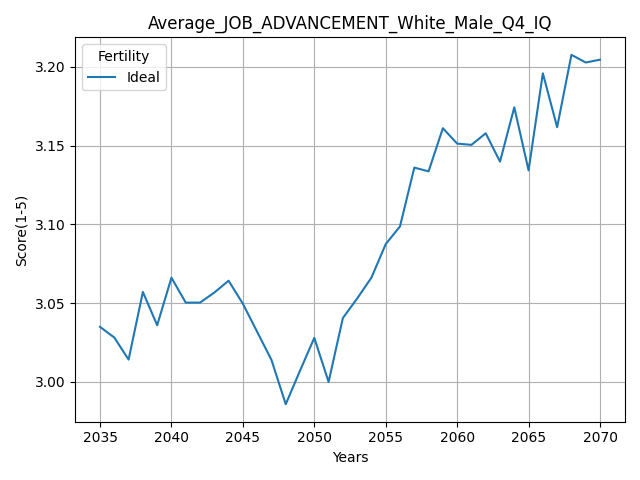 Average_JOB_ADVANCEMENT_White_Male_Q4_IQ
Fertility
Ideal
3.20
3.15
3.10
3.05
3.00
Score(1-5)
2035 2040 2045 2050 2055 2060 2065 2070
Years